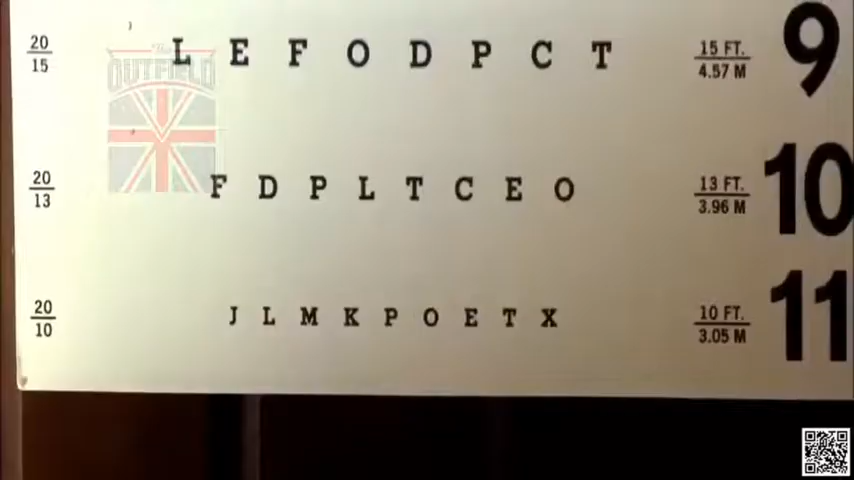 20/15 L E F O D P C T 15 FT./4.57 M 9
The OUTFIELD
20/13 F D P L T C E O 13 FT./3.96 M 10
20/10 J L M K P O E T X 10 FT./3.05 M 11